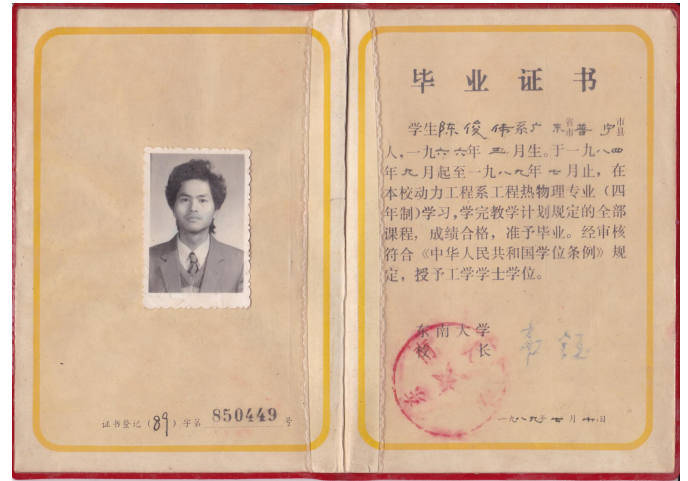 证书登记(89)字第850449号
毕业证书
学生陈俊伟系广东省市普宁市县
人,一九六六年五月生。于一九八四
年九月起至一九八九年七月止,在
本校动力工程系工程热物理专业(四
年制)学习,学完教学计划规定的全部
课程,成绩合格,准予毕业。经审核
符合《中华人民共和国学位条例》规
定,授予工学学士学位。
东南大学
校长
一九八九年七月十日